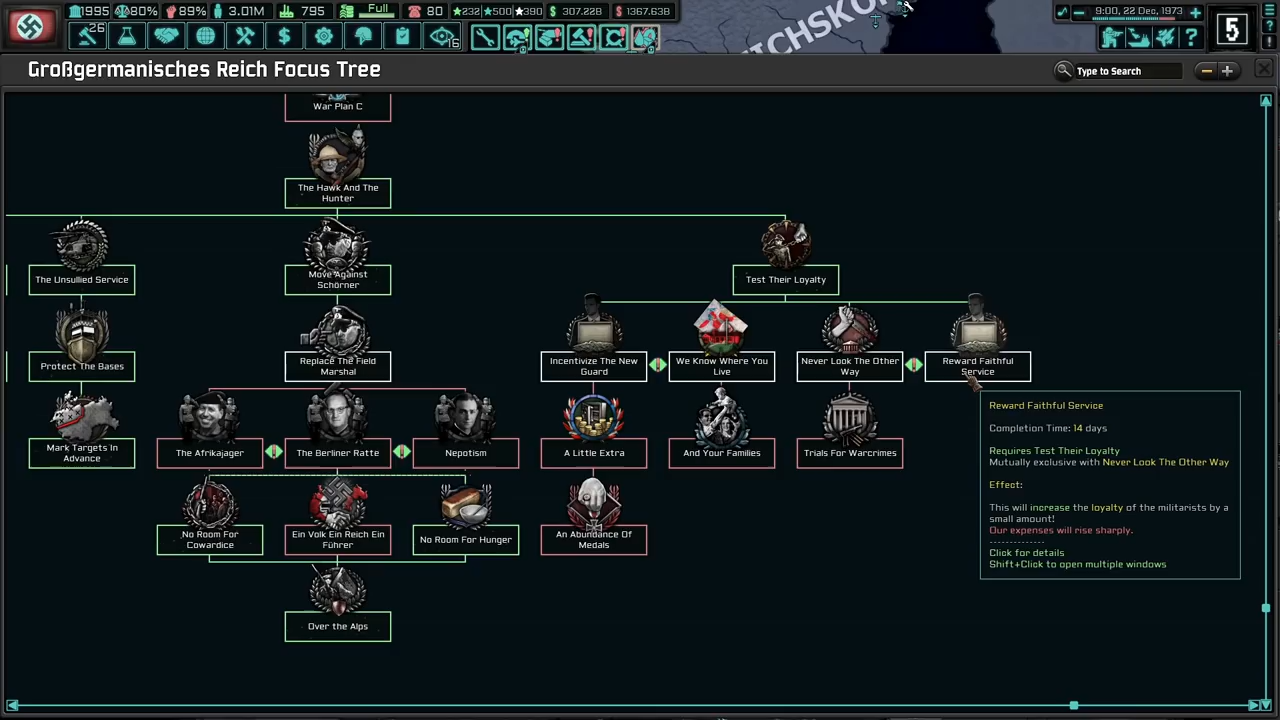 1995 80% 89% 3.01M 795 Full 80 232 500 390 $ 307.228 $ 1367.638
9:00, 22 Dec, 1973
5
26
16
REICHSKO
Großgermanisches Reich Focus Tree
Type to Search
War Plan C
The Hawk And The
Hunter
The Unsullied Service
Move Against
Schörner
Test Their Loyalty
Protect The Bases
Replace The Field
Marshal
Incentivize The New
Guard
We Know Where You
Live
Never Look The Other
Way
Reward Faithful
Service
Mark Targets In
Advance
The Afrikajager
The Berliner Ratte
Nepotism
A Little Extra
And Your Families
Trials For Warcrimes
No Room For
Cowardice
Ein Volk Ein Reich Ein
Führer
No Room For Hunger
An Abundance Of
Medals
Over the Alps
Reward Faithful Service
Completion Time: 14 days
Requires Test Their Loyalty
Mutually exclusive with Never Look The Other Way
Effect:
This will increase the loyalty of the militarists by a
small amount!
Our expenses will rise sharply.
--------------
Click for details
Shift+Click to open multiple windows